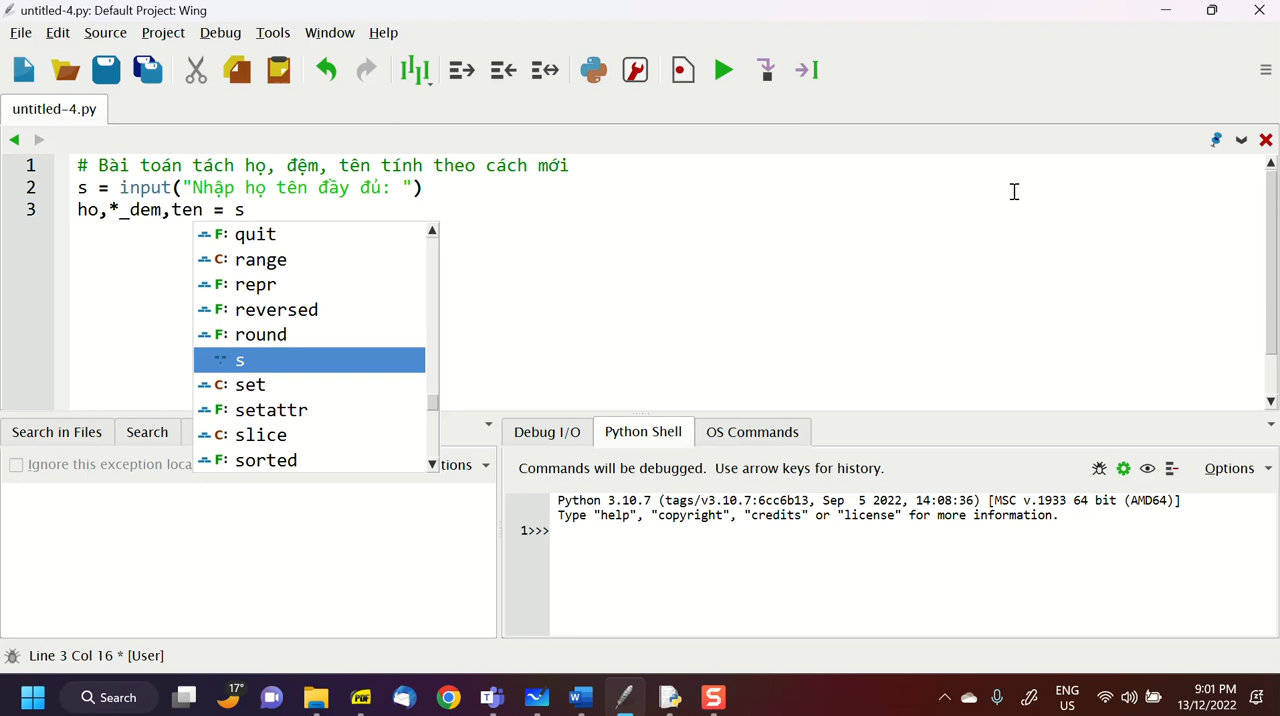 untitled-4.py: Default Project: Wing
File Edit Source Project Debug Tools Window Help
untitled-4.py
1 # Bài toán tách họ, đệm, tên tính theo cách mới
2 s = input("Nhập họ tên đầy đủ: ")
3 ho,*_dem,ten = s
F: quit
C: range
F: repr
F: reversed
F: round
"." s
C: set
F: setattr
C: slice
F: sorted
Search in Files Search
Ignore this exception loca tions
Debug I/O Python Shell OS Commands
Commands will be debugged. Use arrow keys for history. Options
Python 3.10.7 (tags/v3.10.7:6cc6b13, Sep 5 2022, 14:08:36) [MSC v.1933 64 bit (AMD64)]
Type "help", "copyright", "credits" or "license" for more information.
1>>>
Line 3 Col 16 * [User]
Search
17°
PDF
ENG
US
9:01 PM
13/12/2022